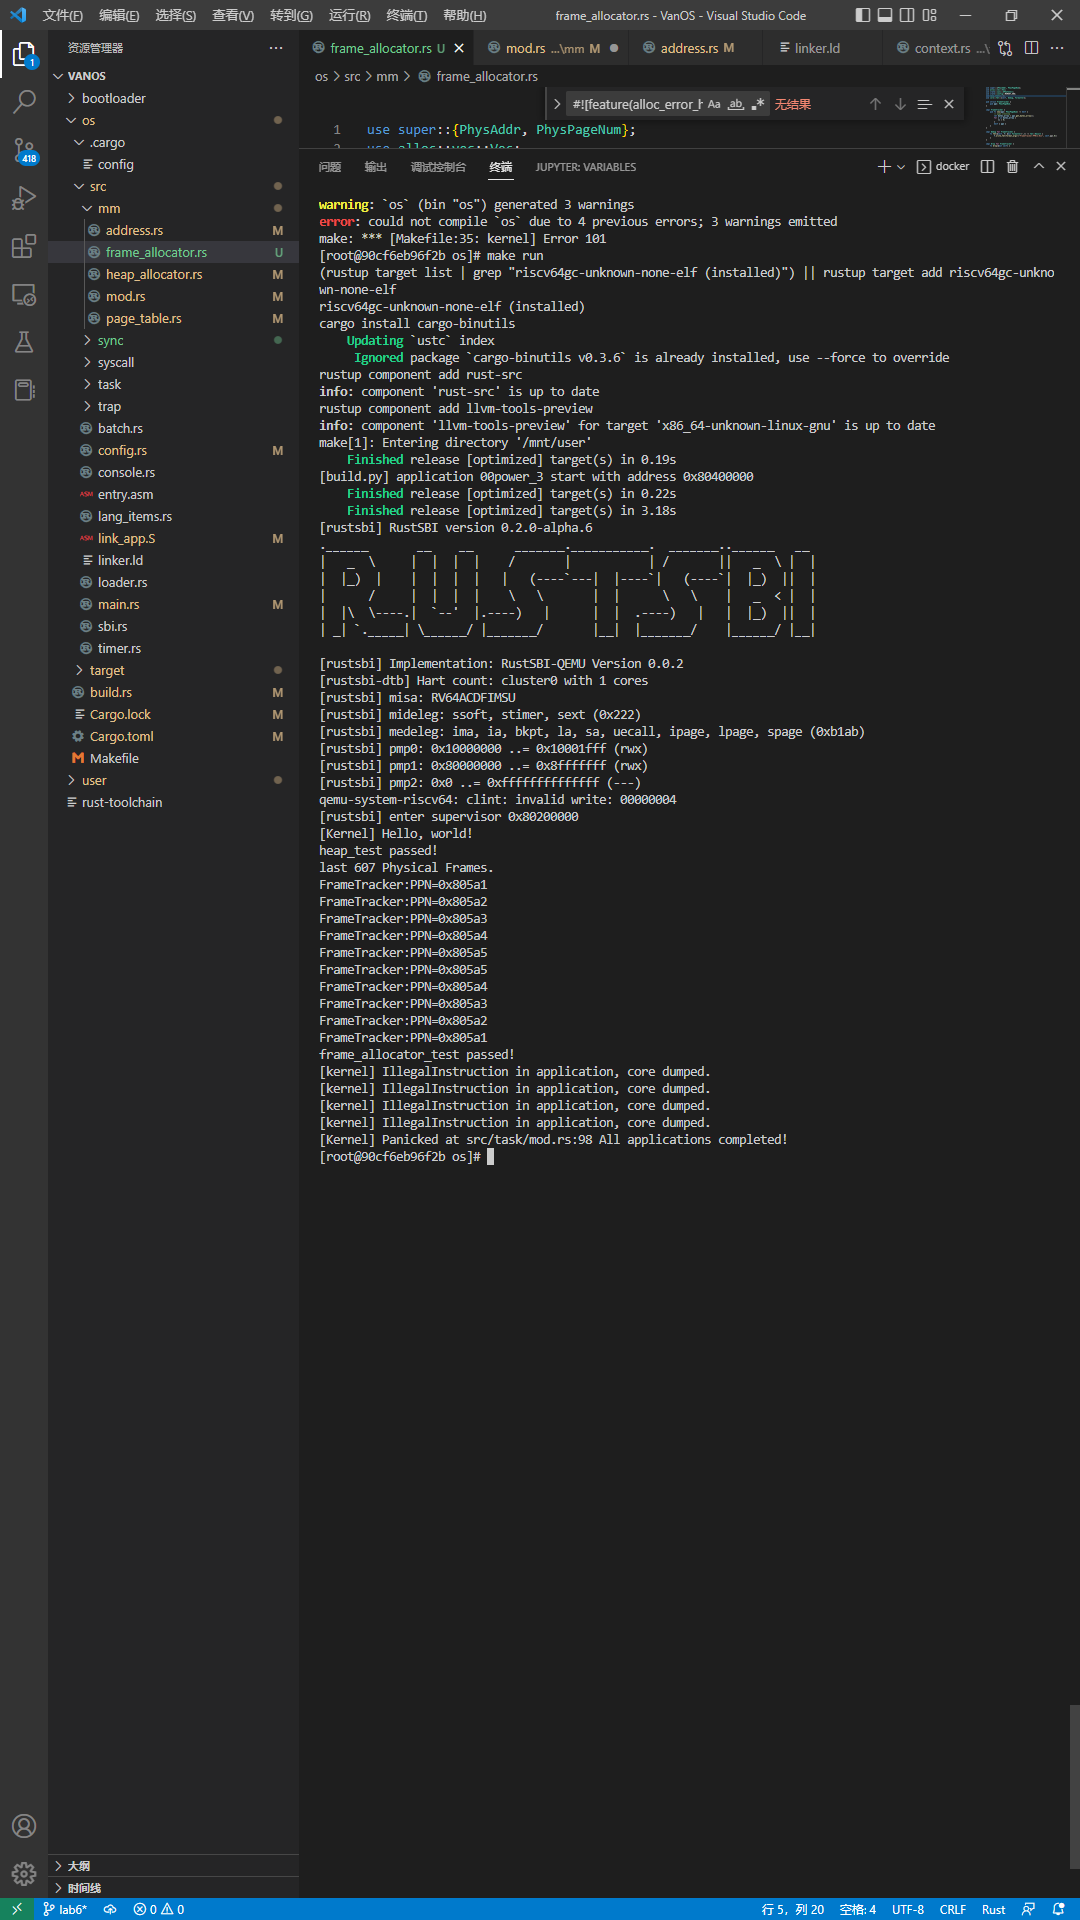 文件(F) 编辑(E) 选择(S) 查看(V) 转到(G) 运行(R) 终端(T) 帮助(H) frame_allocator.rs - VanOS - Visual Studio Code
资源管理器 ···
frame_allocator.rs U mod.rs ...\mm M address.rs M linker.ld context.rs ...\
VANOS
bootloader
os
.cargo
config
src
mm
address.rs M
frame_allocator.rs U
heap_allocator.rs M
mod.rs M
page_table.rs M
sync
syscall
task
trap
batch.rs
config.rs M
console.rs
entry.asm
lang_items.rs
link_app.S M
linker.ld
loader.rs
main.rs M
sbi.rs
timer.rs
target
build.rs M
Cargo.lock M
Cargo.toml M
Makefile
user
rust-toolchain
大纲
时间线
1
418
os > src > mm > frame_allocator.rs
#![feature(alloc_error_h Aa ab .* 无结果
1 use super::{PhysAddr, PhysPageNum};
2 use alloc::vec::Vec;
问题 输出 调试控制台 终端 JUPYTER: VARIABLES docker
warning: `os` (bin "os") generated 3 warnings
error: could not compile `os` due to 4 previous errors; 3 warnings emitted
make: *** [Makefile:35: kernel] Error 101
[root@90cf6eb96f2b os]# make run
(rustup target list | grep "riscv64gc-unknown-none-elf (installed)") || rustup target add riscv64gc-unkno
wn-none-elf
riscv64gc-unknown-none-elf (installed)
cargo install cargo-binutils
Updating `ustc` index
Ignored package `cargo-binutils v0.3.6` is already installed, use --force to override
rustup component add rust-src
info: component 'rust-src' is up to date
rustup component add llvm-tools-preview
info: component 'llvm-tools-preview' for target 'x86_64-unknown-linux-gnu' is up to date
make[1]: Entering directory '/mnt/user'
Finished release [optimized] target(s) in 0.19s
[build.py] application 00power_3 start with address 0x80400000
Finished release [optimized] target(s) in 0.22s
Finished release [optimized] target(s) in 3.18s
[rustsbi] RustSBI version 0.2.0-alpha.6
RUSTSBI
[rustsbi] Implementation: RustSBI-QEMU Version 0.0.2
[rustsbi-dtb] Hart count: cluster0 with 1 cores
[rustsbi] misa: RV64ACDFIMSU
[rustsbi] mideleg: ssoft, stimer, sext (0x222)
[rustsbi] medeleg: ima, ia, bkpt, la, sa, uecall, ipage, lpage, spage (0xb1ab)
[rustsbi] pmp0: 0x10000000 ..= 0x10001fff (rwx)
[rustsbi] pmp1: 0x80000000 ..= 0x8fffffff (rwx)
[rustsbi] pmp2: 0x0 ..= 0xffffffffffffff (---)
qemu-system-riscv64: clint: invalid write: 00000004
[rustsbi] enter supervisor 0x80200000
[Kernel] Hello, world!
heap_test passed!
last 607 Physical Frames.
FrameTracker:PPN=0x805a1
FrameTracker:PPN=0x805a2
FrameTracker:PPN=0x805a3
FrameTracker:PPN=0x805a4
FrameTracker:PPN=0x805a5
FrameTracker:PPN=0x805a5
FrameTracker:PPN=0x805a4
FrameTracker:PPN=0x805a3
FrameTracker:PPN=0x805a2
FrameTracker:PPN=0x805a1
frame_allocator_test passed!
[kernel] IllegalInstruction in application, core dumped.
[kernel] IllegalInstruction in application, core dumped.
[kernel] IllegalInstruction in application, core dumped.
[kernel] IllegalInstruction in application, core dumped.
[Kernel] Panicked at src/task/mod.rs:98 All applications completed!
[root@90cf6eb96f2b os]#
lab6* 0 0 行 5，列 20 空格: 4 UTF-8 CRLF Rust